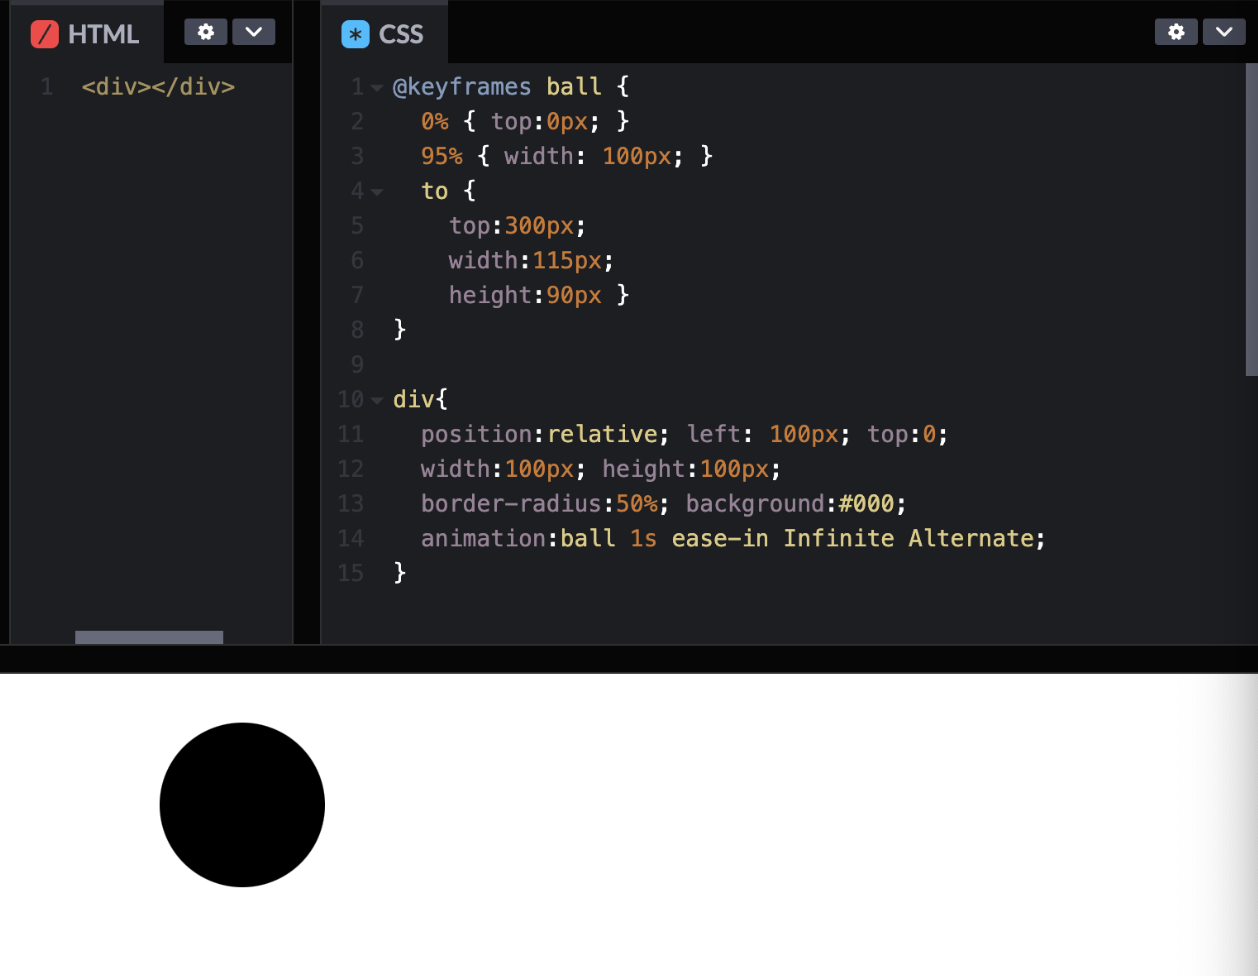 HTML
1 <div></div>
CSS
1 @keyframes ball {
2 0% { top:0px; }
3 95% { width: 100px; }
4 to {
5 top:300px;
6 width:115px;
7 height:90px }
8 }
9
10 div{
11 position:relative; left: 100px; top:0;
12 width:100px; height:100px;
13 border-radius:50%; background:#000;
14 animation:ball 1s ease-in Infinite Alternate;
15 }